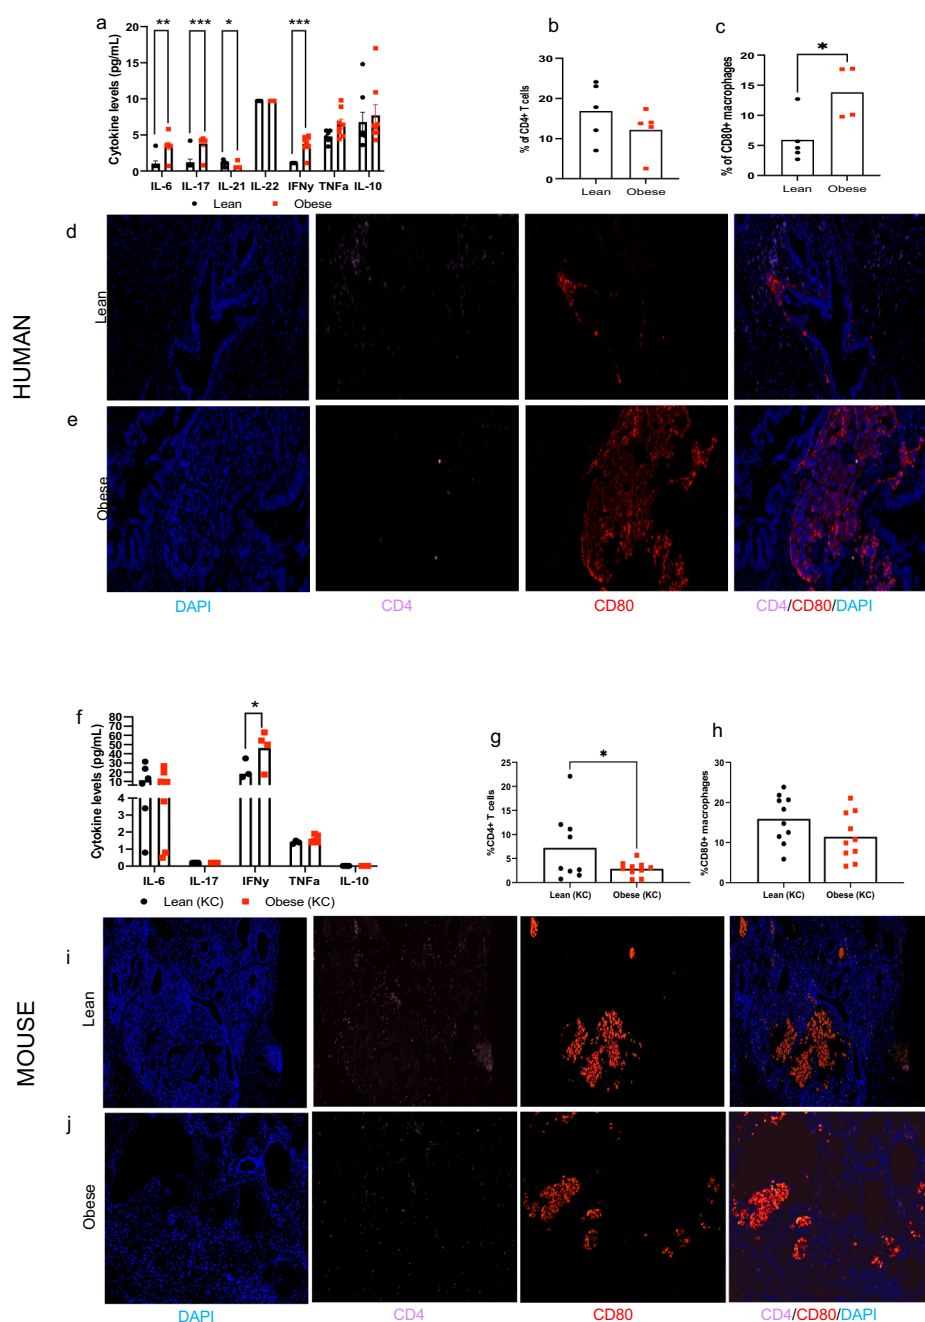 a
** *** * ***
Cytokine levels (pg/mL)
20
15
10
5
0
IL-6 IL-17 IL-21 IL-22 IFNy TNFa IL-10
Lean Obese
b
% of CD4+ T cells
30
20
10
0
Lean Obese
c
*
% of CD80+ macrophages
20
15
10
5
0
Lean Obese
HUMAN
d
Lean
e
Obese
DAPI CD4 CD80 CD4/CD80/DAPI
f
*
Cytokine levels (pg/mL)
80
70
60
50
40
30
20
10
4
2
0
IL-6 IL-17 IFNy TNFa IL-10
Lean (KC) Obese (KC)
g
*
%CD4+ T cells
25
20
15
10
5
0
Lean (KC) Obese (KC)
h
%CD80+ macrophages
30
20
10
0
Lean (KC) Obese (KC)
MOUSE
i
Lean
j
Obese
DAPI CD4 CD80 CD4/CD80/DAPI